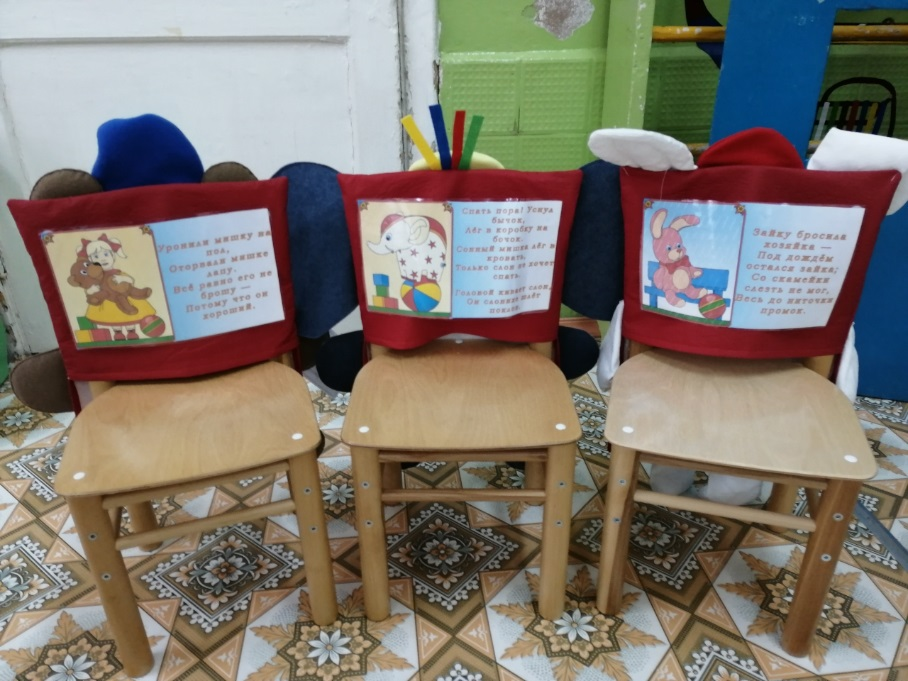 Уронили мишку на
пол,
Оторвали мишке
лапу.
Всё равно его не
брошу —
Потому что он
хороший.
Спать пора! Уснул
бычок,
Лёг в коробку на
бочок.
Сонный мишка лёг в
кровать,
Только слон не хочет
спать.
Головой кивает слон,
Он слонихе шлёт
поклон.
Зайку бросила
хозяйка —
Под дождём
остался зайка;
Со скамейки
слезть не мог,
Весь до ниточки
промок.